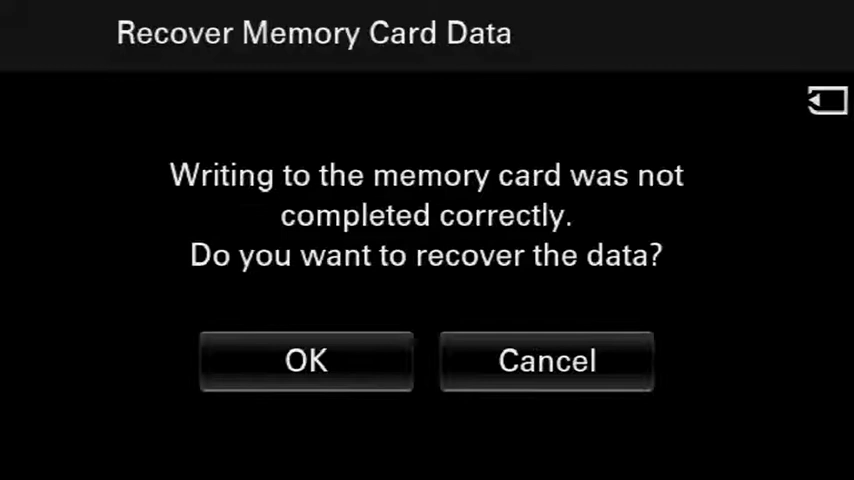 Recover Memory Card Data
Writing to the memory card was not
completed correctly.
Do you want to recover the data?
OK
Cancel